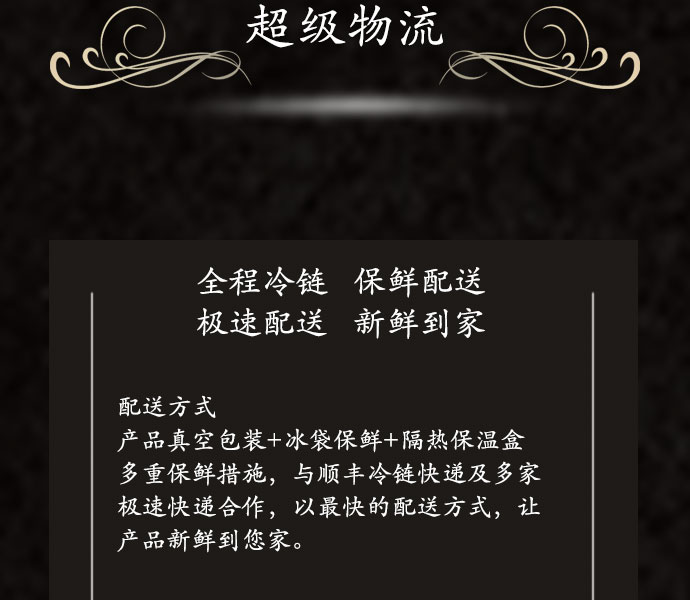 超级物流
全程冷链 保鲜配送
极速配送 新鲜到家
配送方式
产品真空包装+冰袋保鲜+隔热保温盒
多重保鲜措施，与顺丰冷链快递及多家
极速快递合作，以最快的配送方式，让
产品新鲜到您家。